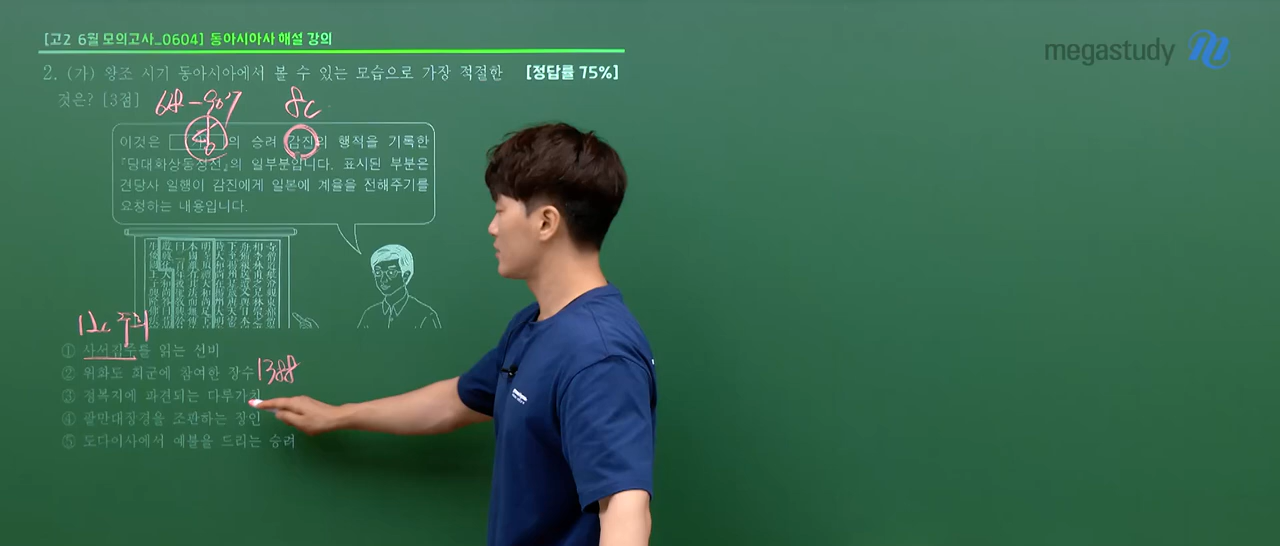 [고2 6월 모의고사_0604] 동아시아사 해설 강의
megastudy
2. (가) 왕조 시기 동아시아에서 볼 수 있는 모습으로 가장 적절한 [정답률 75%]
것은? [3점]
618-907
8c
이것은 의 승려 감진의 행적을 기록한
『당대화상동정전』의 일부분입니다. 표시된 부분은
견당사 일행이 감진에게 일본에 계율을 전해주기를
요청하는 내용입니다.
12c 주희
① 사서집주를 읽는 선비
② 위화도 회군에 참여한 장수 1388
③ 정복지에 파견되는 다루가치
④ 팔만대장경을 조판하는 장인
⑤ 도다이사에서 예불을 드리는 승려